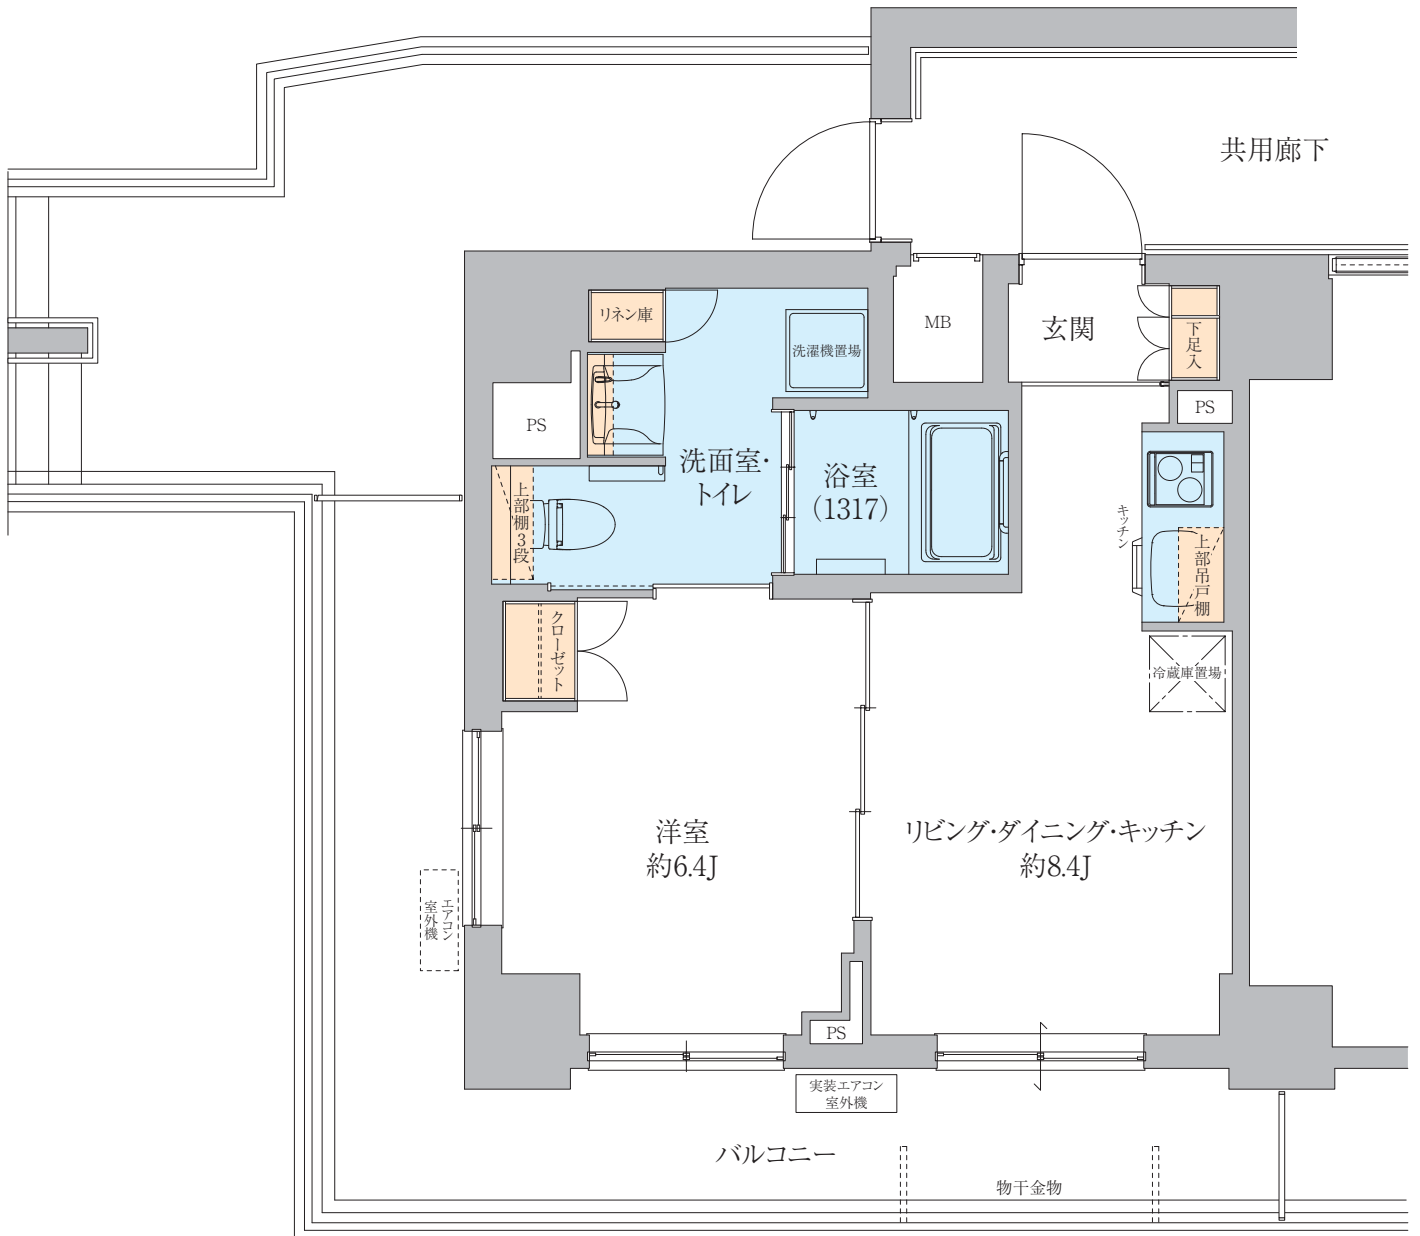 共用廊下
リネン庫
洗濯機置場
MB
玄関
下足入
PS
PS
洗面室・
トイレ
浴室
(1317)
キッチン
上部棚3段
上部吊戸棚
クローゼット
冷蔵庫置場
洋室
約6.4J
リビング・ダイニング・キッチン
約8.4J
エアコン
室外機
PS
実装エアコン
室外機
バルコニー
物干金物